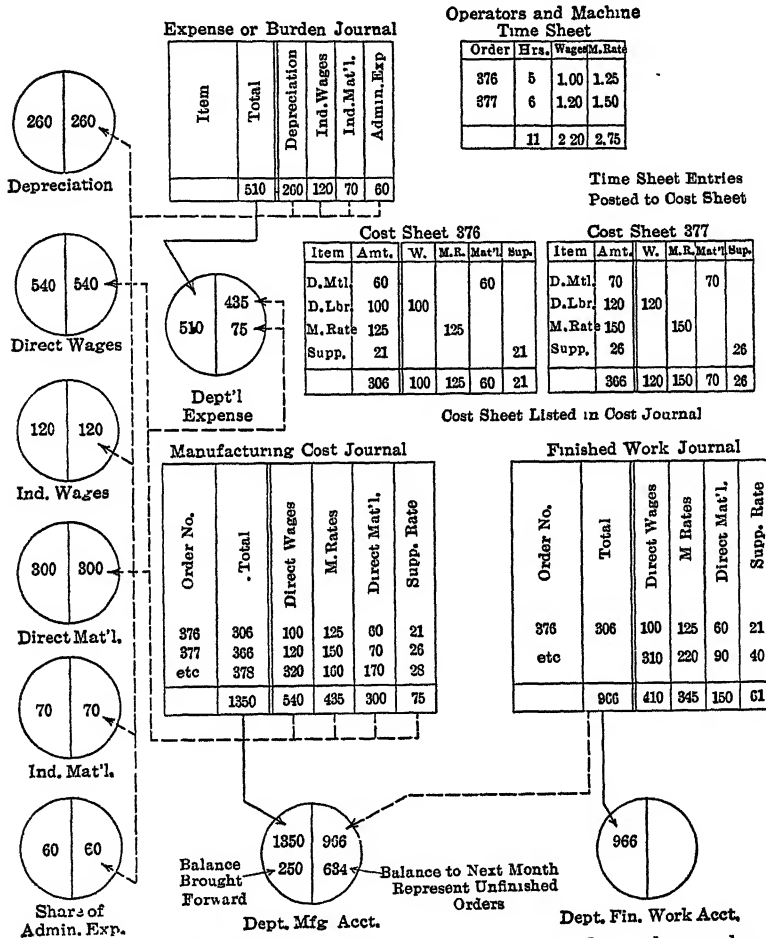 Expense or Burden Journal
Item Total Depreciation Ind. Wages Ind. Mat'l. Admin. Exp
510 260 120 70 60
Operators and Machine
Time Sheet
Order Hrs. Wages M. Rate
376 5 1.00 1.25
377 6 1.20 1.50
11 2 20 2.75
Time Sheet Entries
Posted to Cost Sheet
260 260
Depreciation
540 540
Direct Wages
120 120
Ind. Wages
300 300
Direct Mat'l.
70 70
Ind. Mat'l.
60 60
Share of
Admin. Exp.
510 435
75
Dept'l
Expense
Cost Sheet 376
Item Amt. W. M.R. Mat'l Sup.
D.Mtl. 60 60
D.Lbr. 100 100
M. Rate 125 125
Supp. 21 21
306 100 125 60 21
Cost Sheet 377
Item Amt. W. M.R. Mat'l Sup.
D.Mtl. 70 70
D.Lbr. 120 120
M. Rate 150 150
Supp. 26 26
366 120 150 70 26
Cost Sheet Listed in Cost Journal
Manufacturing Cost Journal
Order No. Total Direct Wages M. Rates Direct Mat'l. Supp. Rate
376 306 100 125 60 21
377 366 120 150 70 26
etc 378 320 160 170 28
1350 540 435 300 75
Finished Work Journal
Order No. Total Direct Wages M Rates Direct Mat'l. Supp. Rate
376 306 100 125 60 21
etc 310 220 90 40
966 410 345 150 61
1350 966
250 634
Balance
Brought
Forward
Balance to Next Month
Represent Unfinished
Orders
Dept. Mfg Acct.
966
Dept. Fin. Work Acct.